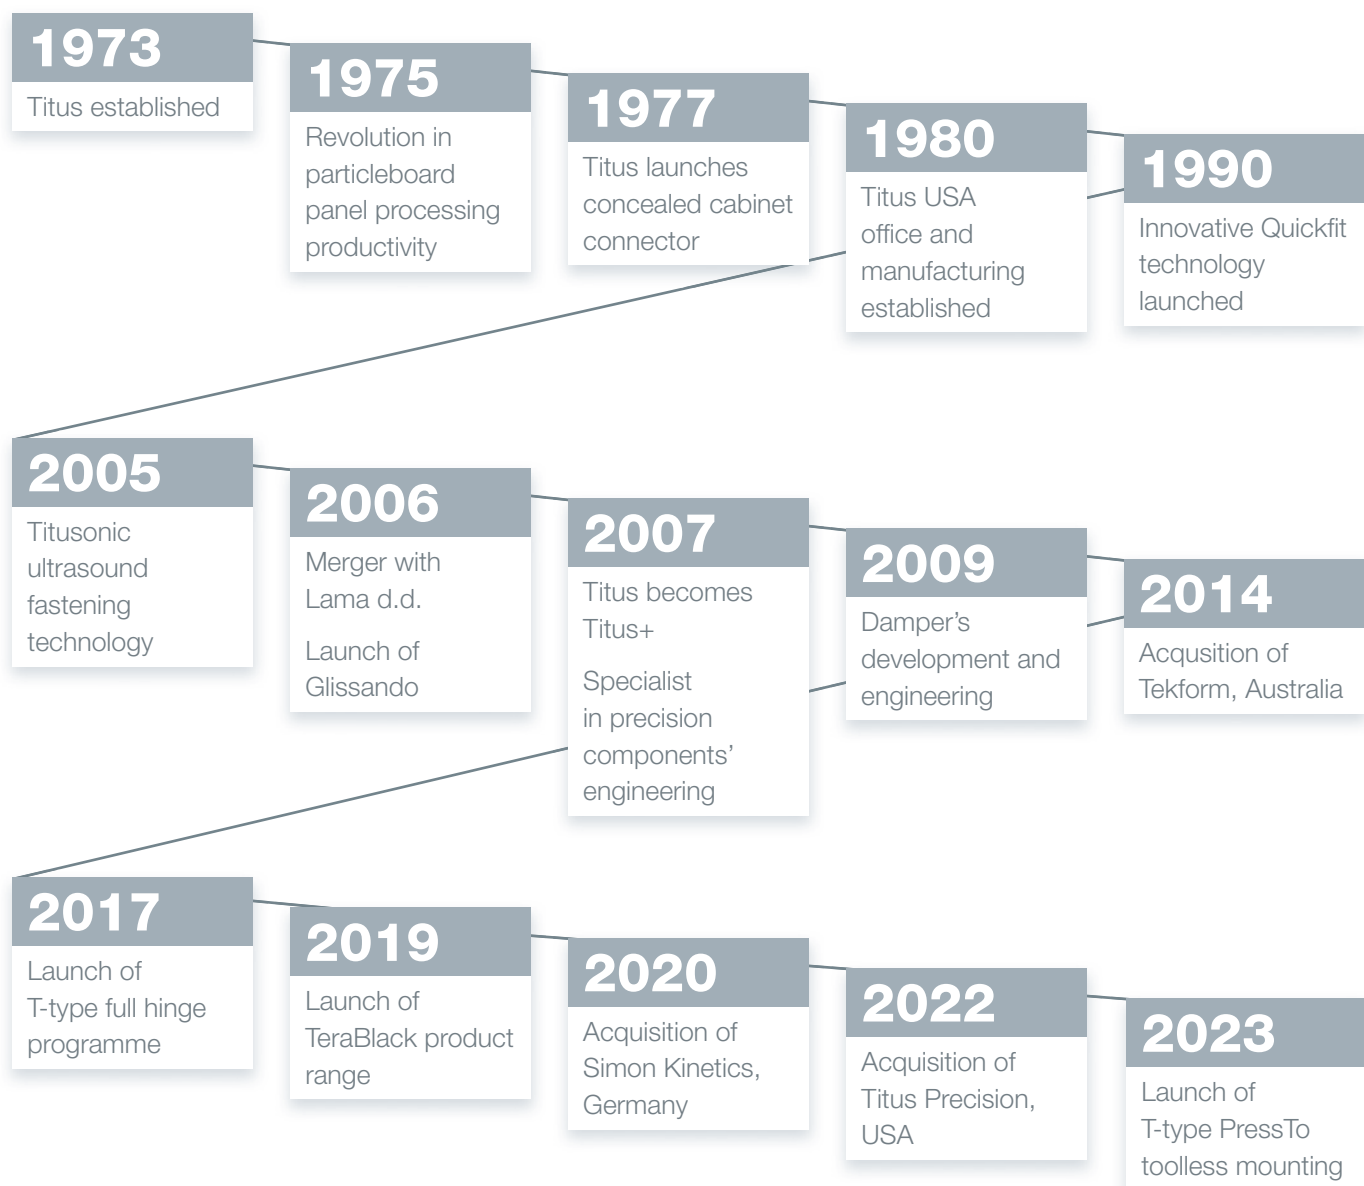 1973
Titus established
1975
Revolution in
particleboard
panel processing
productivity
1977
Titus launches
concealed cabinet
connector
1980
Titus USA
office and
manufacturing
established
1990
Innovative Quickfit
technology
launched
2005
Titusonic
ultrasound
fastening
technology
2006
Merger with
Lama d.d.
Launch of
Glissando
2007
Titus becomes
Titus+
Specialist
in precision
components’
engineering
2009
Damper’s
development and
engineering
2014
Acqusition of
Tekform, Australia
2017
Launch of
T-type full hinge
programme
2019
Launch of
TeraBlack product
range
2020
Acquisition of
Simon Kinetics,
Germany
2022
Acquisition of
Titus Precision,
USA
2023
Launch of
T-type PressTo
toolless mounting